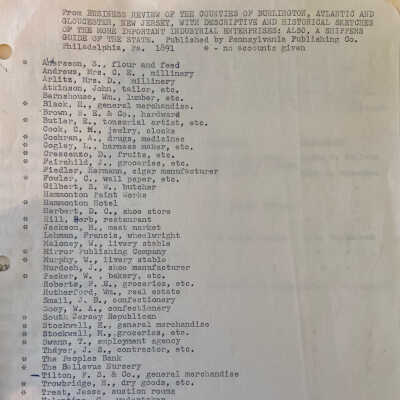 From BUSINESS REVIEW OF THE COUNTIES OF BURLINGTON, ATLANTIC AND
GLOUCESTER, NEW JERSEY, WITH DESCRIPTIVE AND HISTORICAL SKETCHES
OF THE MORE IMPORTANT INDUSTRIAL ENTERPRISES: ALSO, A SHIPPERS
GUIDE OF THE STATE. Published by Pennsylvania Publishing Co.
Philadelphia, Pa. 1891 * - no accounts given
* Anderson, S., flour and feed
Andrews, Mrs. C. E., millinary
Arlitz, Mrs. D., millinery
Atkinson, John, tailor, etc.
Bernshouse, Wm., lumber, etc.
* Black, H., general merchandise.
* Brown, S. E. & Co., hardware
* Butler, E., tonsorial artist, etc.
Cook, C. M., jewelry, clocks
* Cochran, A., drugs, medicines
* Cogley, L., harness maker, etc.
* Crescenzo, D., fruits, etc.
* Fairchild, J., groceries, etc.
Fiedler, Hermann, cigar manufacturer
* Fowler, C., wall paper, etc.
Gilbert, S. W., butcher
Hammonton Paint Works
* Hammonton Hotel
Herbert, D. C., shoe store
* Hill, Herb, restaurant
* Jackson, M., meat market
Lehman, Francis, wheelwright
Maloney, W., livery stable
* Mirror Publishing Company
* Murphy, W., livery stable
Murdoch, J., shoe manufacturer
* Packer, W., bakery, etc.
Roberts, P. E., groceries, etc.
Rutherford, Wm., real estate
Small, J. B., confectionary
Sooy, W. A., confectionary
* South Jersey Republican
* Stockwell, E., general merchandise
* Stockwell, M., groceries, etc.
* Swann, T., employment agency
Thayer, J. S., contractor, etc.
* The Peoples Bank
* The Bellevue Nursery
Tilton, P. S. & Co., general merchandise
* Trowbridge, H., dry goods, etc.
* Treat, Jesse, auction rooms